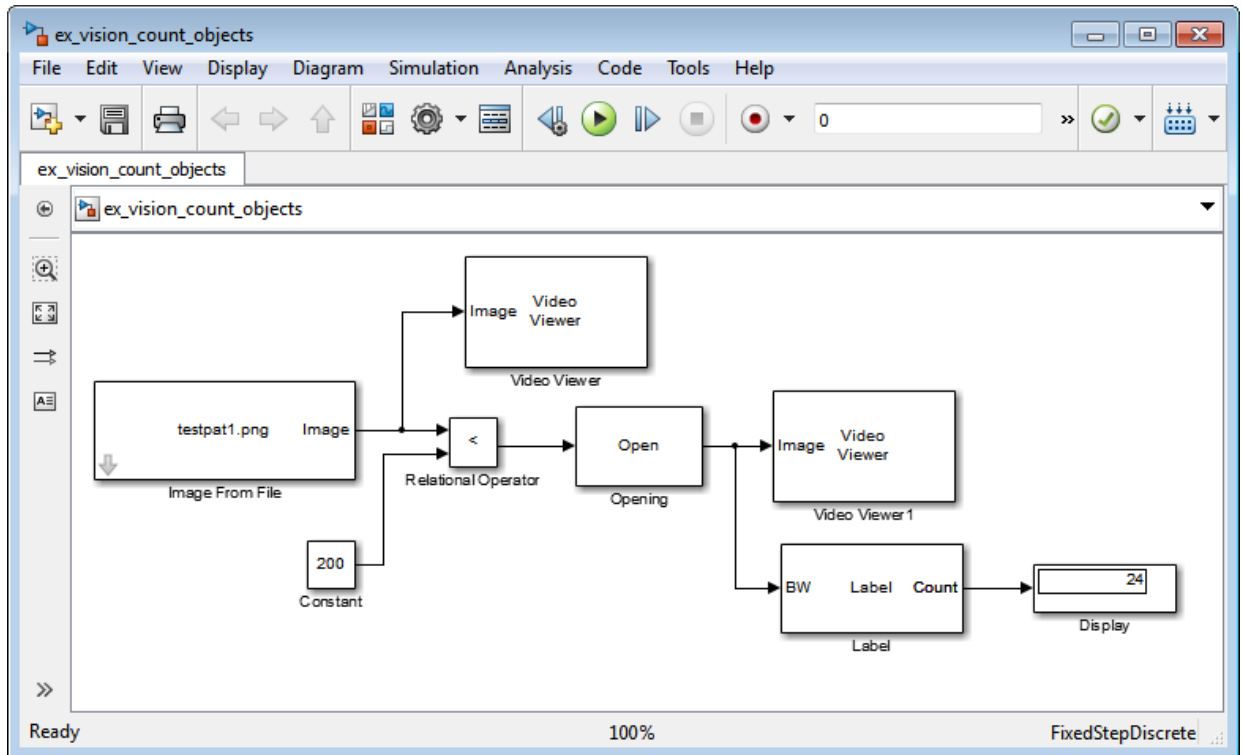 ex_vision_count_objects
File Edit View Display Diagram Simulation Analysis Code Tools Help
0
ex_vision_count_objects
ex_vision_count_objects
Image Video Viewer
Video Viewer
testpat1.png Image
Image From File
<
Relational Operator
Open
Opening
Image Video Viewer
Video Viewer1
200
Constant
BW Label Count
Label
24
Display
Ready 100% FixedStepDiscrete